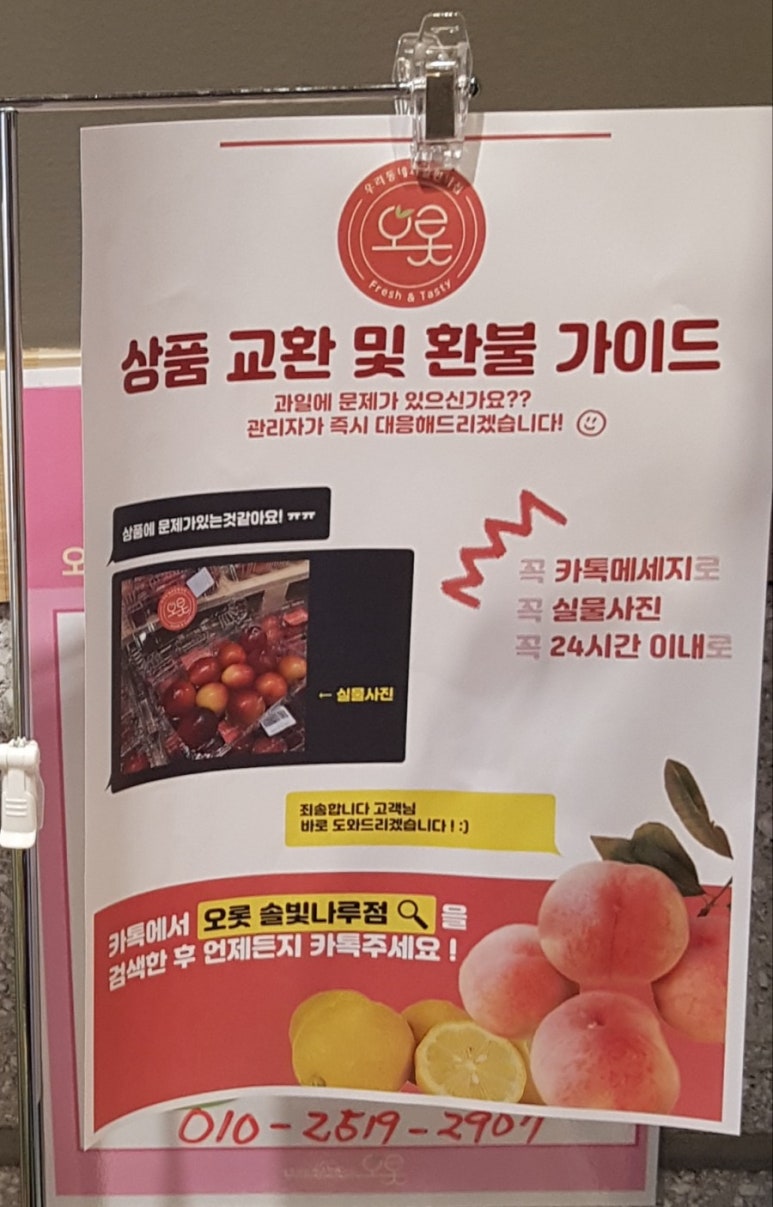 오롯
Fresh & Tasty
상품 교환 및 환불 가이드
과일에 문제가 있으신가요??
관리자가 즉시 대응해드리겠습니다!
상품에 문제가있는것같아요! ㅠㅠ
오롯
← 실물사진
꼭 카톡메세지로
꼭 실물사진
꼭 24시간 이내로
죄송합니다 고객님
바로 도와드리겠습니다 ! :)
카톡에서 오롯 솔빛나루점 을
검색한 후 언제든지 카톡주세요 !
오
010-2519-2907
오롯